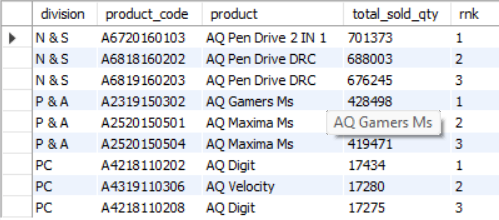 division product_code product total_sold_qty rnk
N & S A6720160103 AQ Pen Drive 2 IN 1 701373 1
N & S A6818160202 AQ Pen Drive DRC 688003 2
N & S A6819160203 AQ Pen Drive DRC 676245 3
P & A A2319150302 AQ Gamers Ms 428498 1
P & A A2520150501 AQ Maxima Ms AQ Gamers Ms 2
P & A A2520150504 AQ Maxima Ms 419471 3
PC A4218110202 AQ Digit 17434 1
PC A4319110306 AQ Velocity 17280 2
PC A4218110208 AQ Digit 17275 3